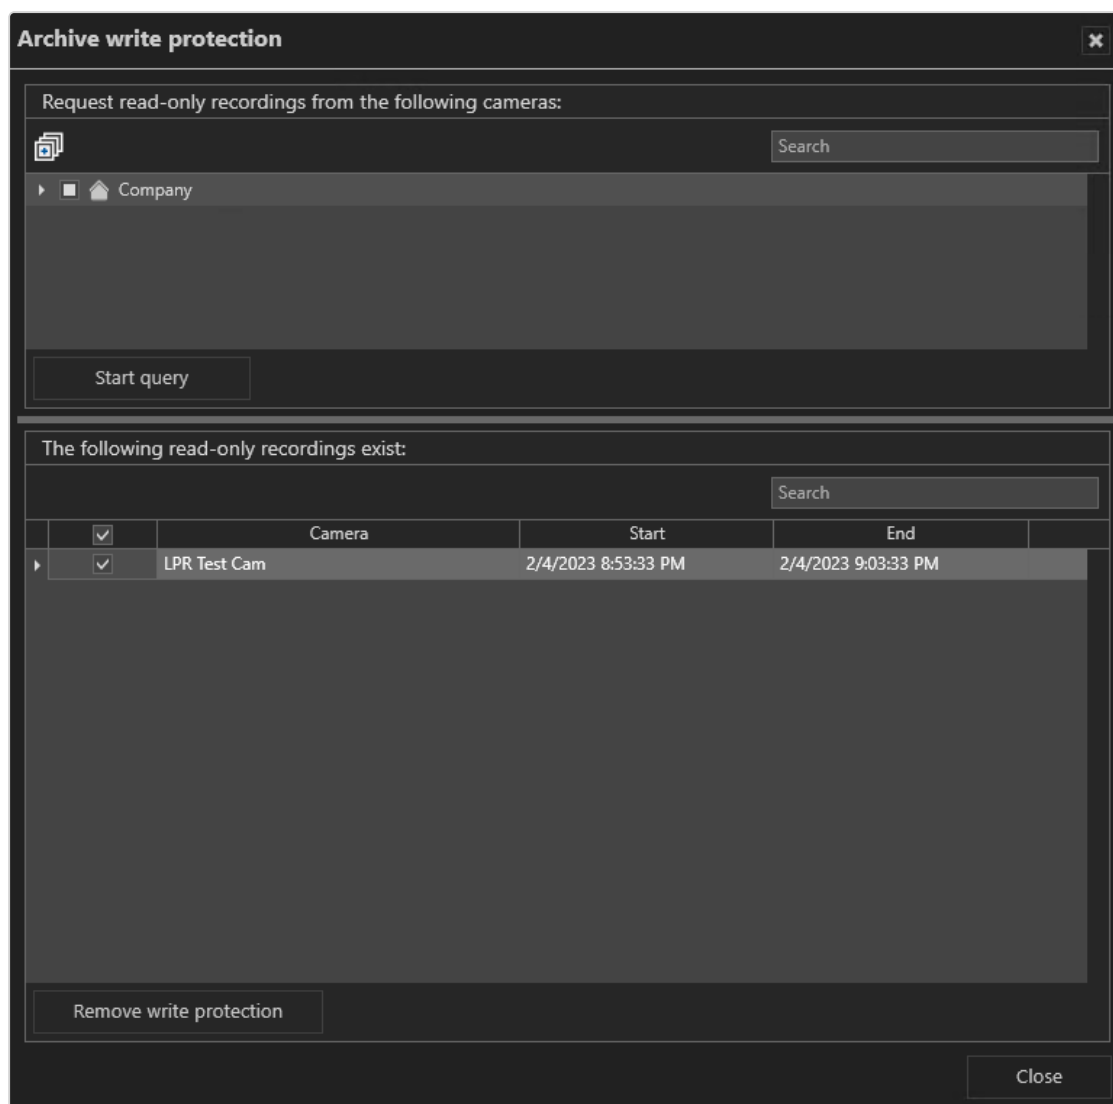 Archive write protection
Request read-only recordings from the following cameras:
Search
Company
Start query
The following read-only recordings exist:
Search
Camera Start End
LPR Test Cam 2/4/2023 8:53:33 PM 2/4/2023 9:03:33 PM
Remove write protection
Close